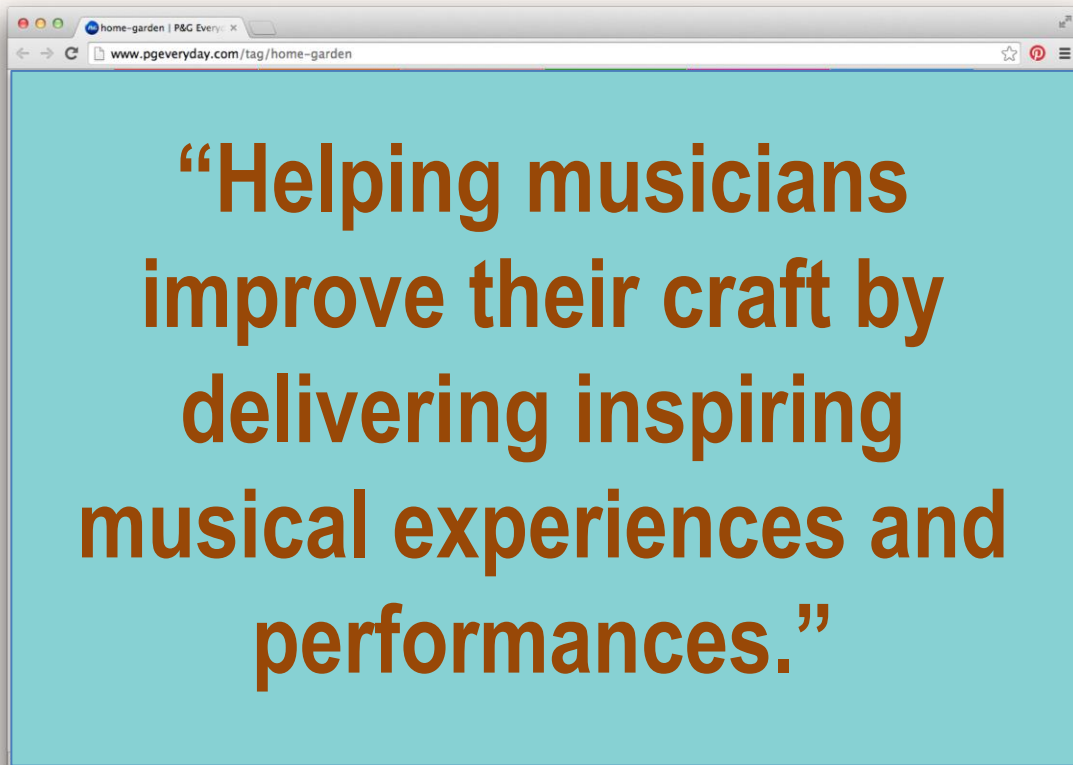 home-garden | P&G Every
www.pgeveryday.com/tag/home-garden
“Helping musicians
improve their craft by
delivering inspiring
musical experiences and
performances.”